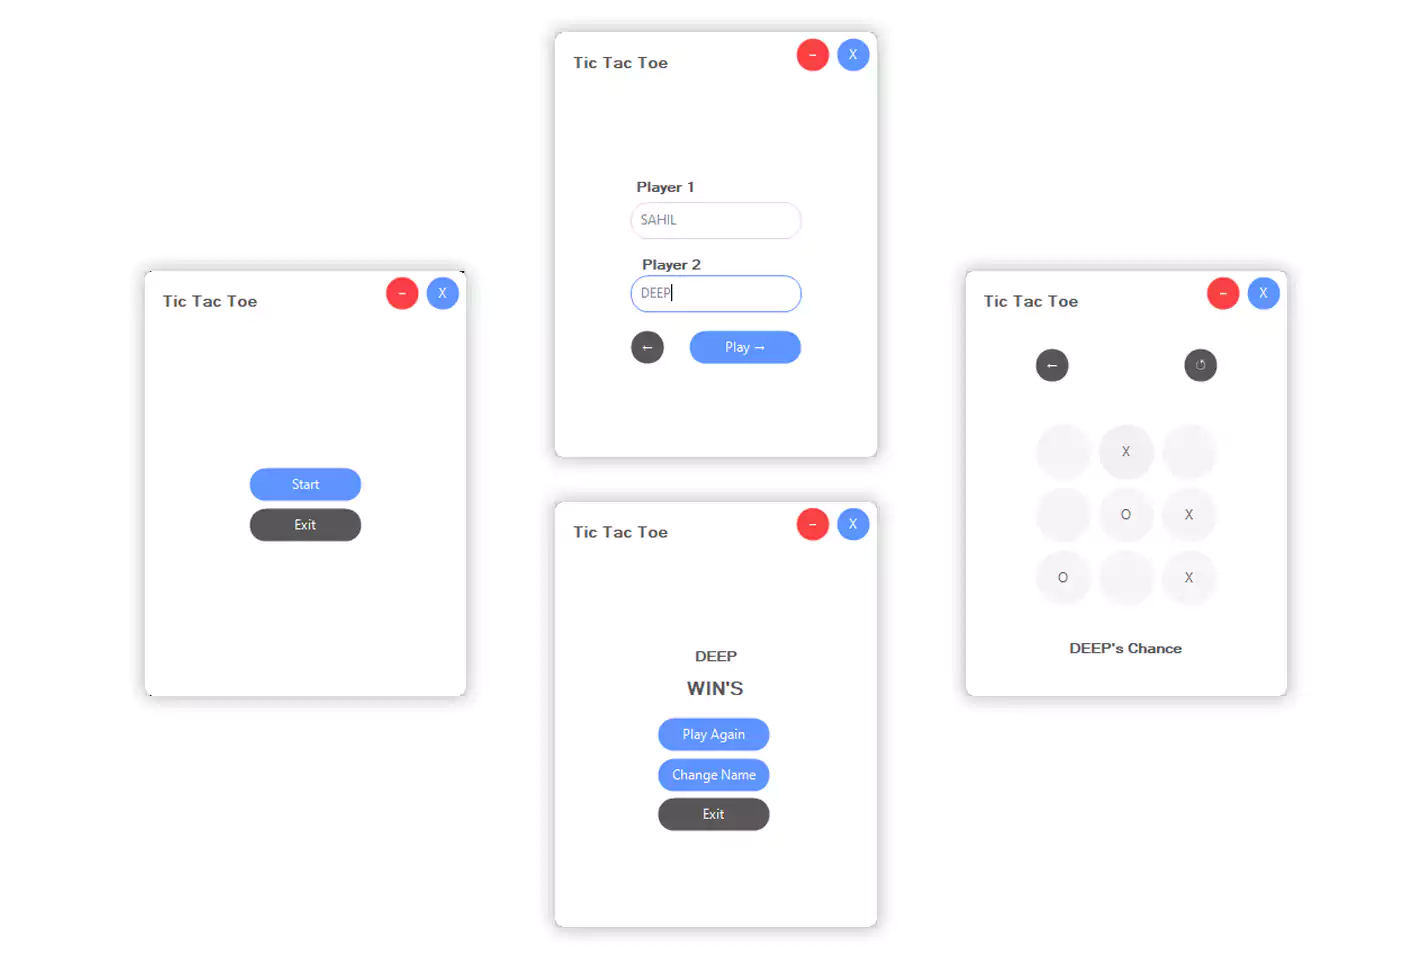 Tic Tac Toe
–
X
Start
Exit
Tic Tac Toe
–
X
Player 1
SAHIL
Player 2
DEEP
←
Play →
Tic Tac Toe
–
X
DEEP
WIN'S
Play Again
Change Name
Exit
Tic Tac Toe
–
X
←
X
O X
O X
DEEP's Chance